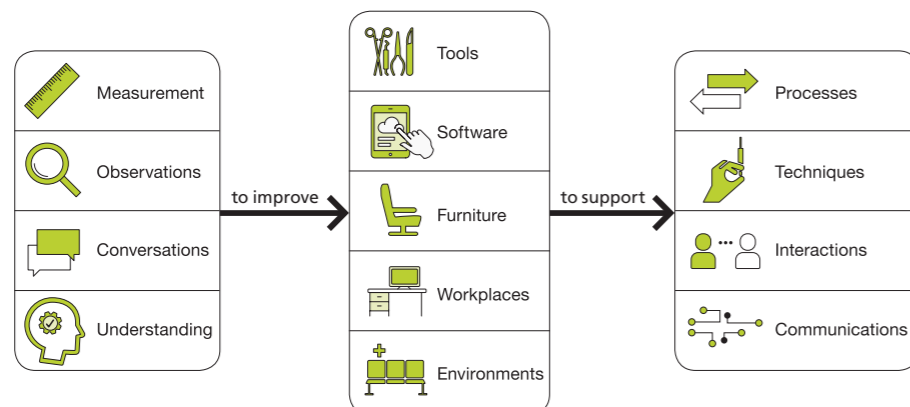 Measurement
Observations
Conversations
Understanding
to improve
Tools
Software
Furniture
Workplaces
Environments
to support
Processes
Techniques
Interactions
Communications